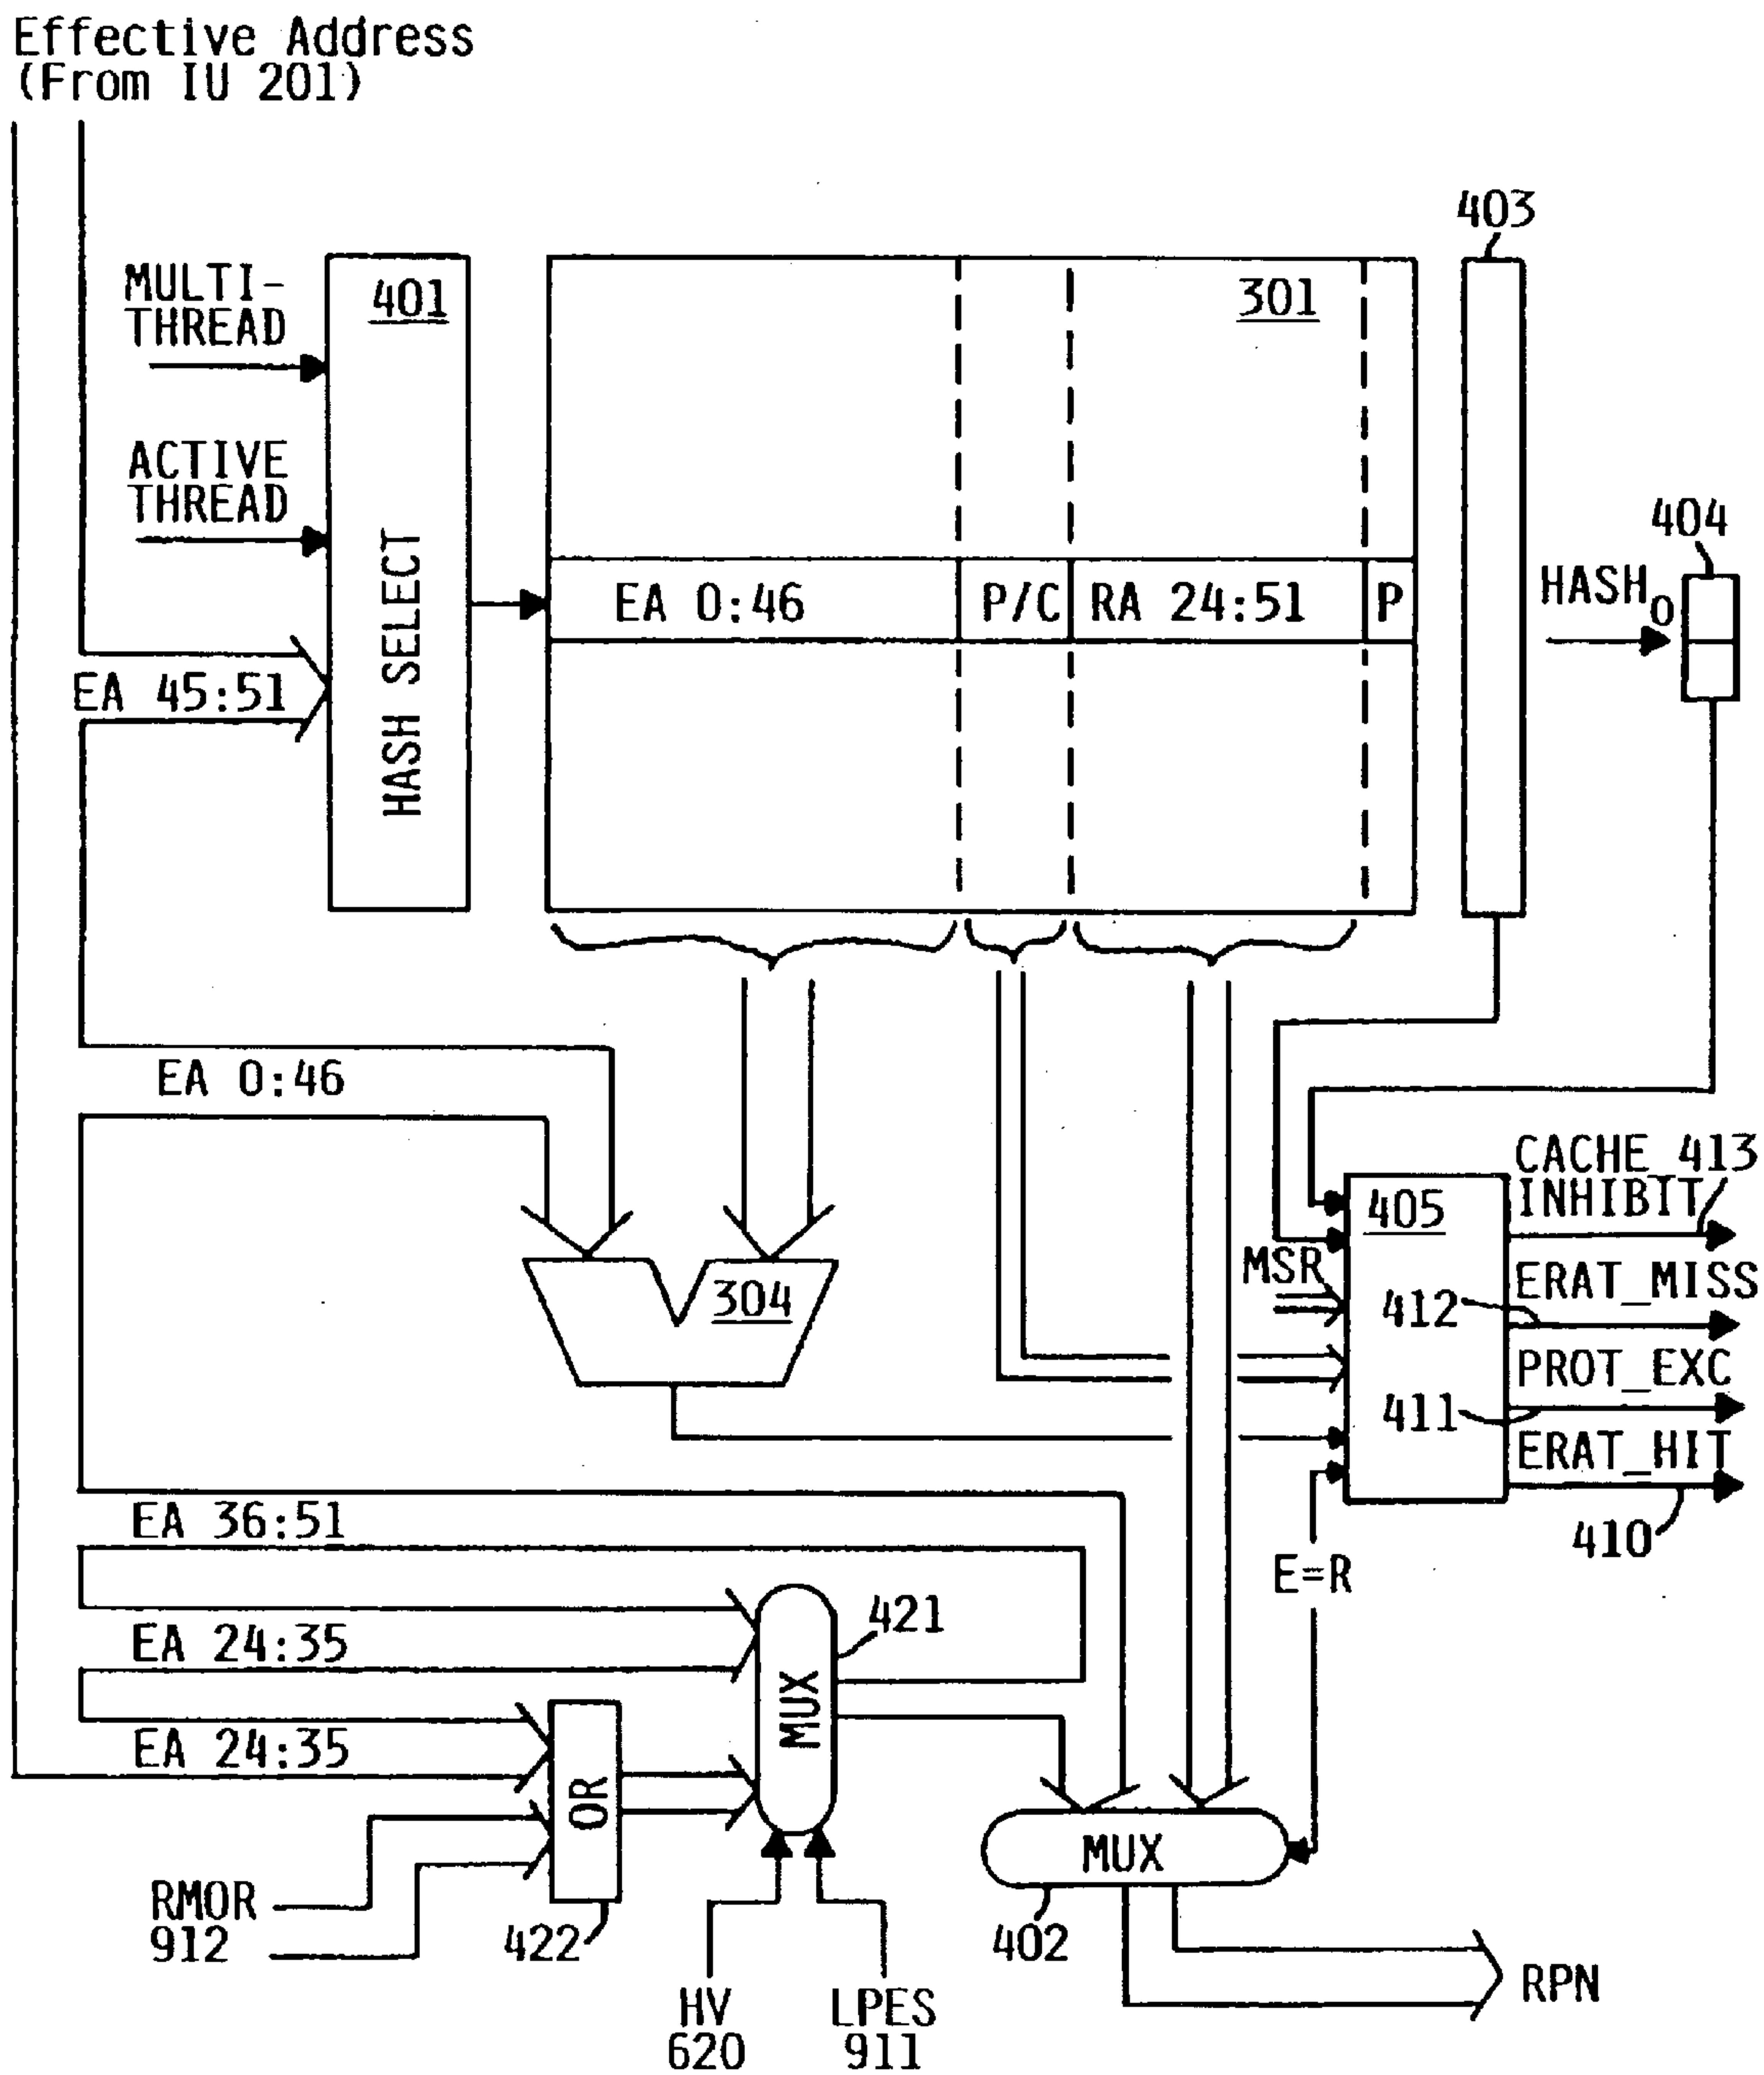 Effective Address
(From IU 201)
403
MULTI-
THREAD
401
301
ACTIVE
THREAD
404
HASH SELECT
EA 0:46
P/C
RA 24:51
P
HASH0
EA 45:51
EA 0:46
CACHE_413
INHIBIT
405
MSR
ERAT_MISS
304
412
PROT_EXC
411
ERAT_HIT
EA 36:51
410
E=R
421
EA 24:35
MUX
EA 24:35
OR
MUX
RMOR
912
422
402
HV
620
LPES
911
RPN